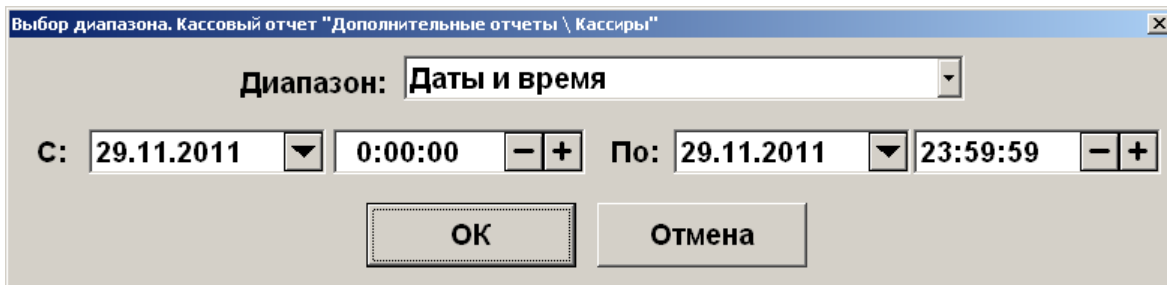 Выбор диапазона. Кассовый отчет "Дополнительные отчеты \ Кассиры"
Диапазон: Даты и время
С: 29.11.2011 0:00:00 По: 29.11.2011 23:59:59
ОК Отмена